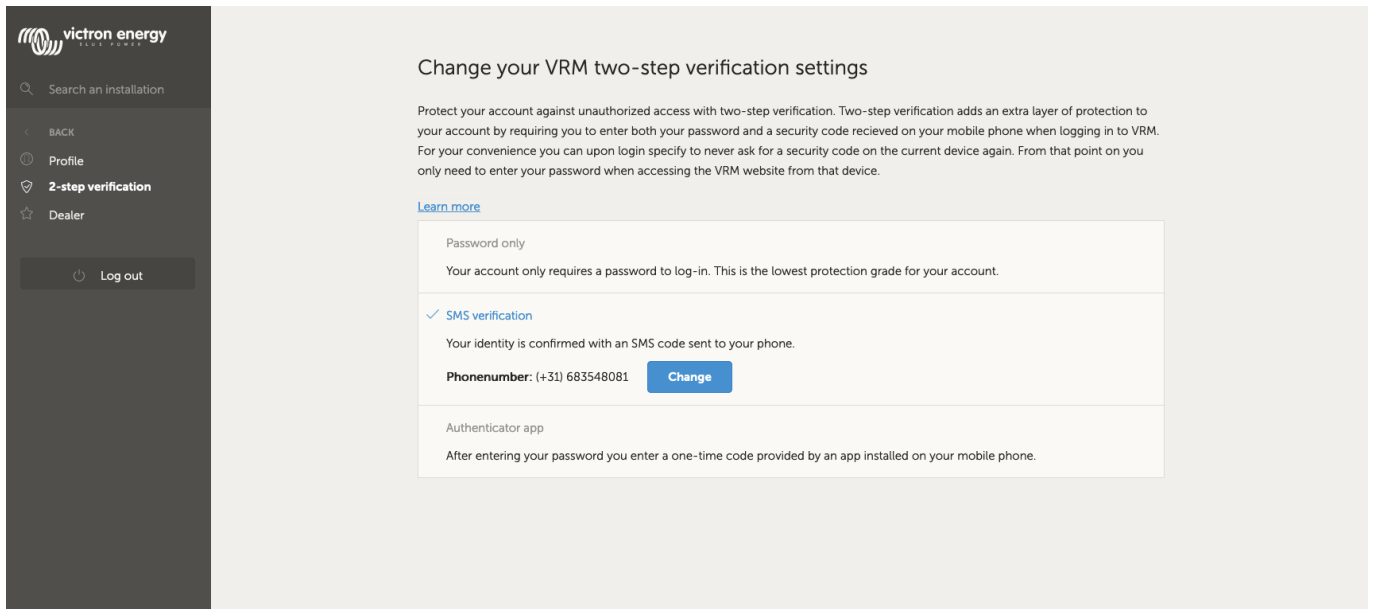 victron energy
BLUE POWER
Search an installation
BACK
Profile
2-step verification
Dealer
Log out
Change your VRM two-step verification settings
Protect your account against unauthorized access with two-step verification. Two-step verification adds an extra layer of protection to
your account by requiring you to enter both your password and a security code recieved on your mobile phone when logging in to VRM.
For your convenience you can upon login specify to never ask for a security code on the current device again. From that point on you
only need to enter your password when accessing the VRM website from that device.
Learn more
Password only
Your account only requires a password to log-in. This is the lowest protection grade for your account.
SMS verification
Your identity is confirmed with an SMS code sent to your phone.
Phonenumber: (+31) 683548081 Change
Authenticator app
After entering your password you enter a one-time code provided by an app installed on your mobile phone.